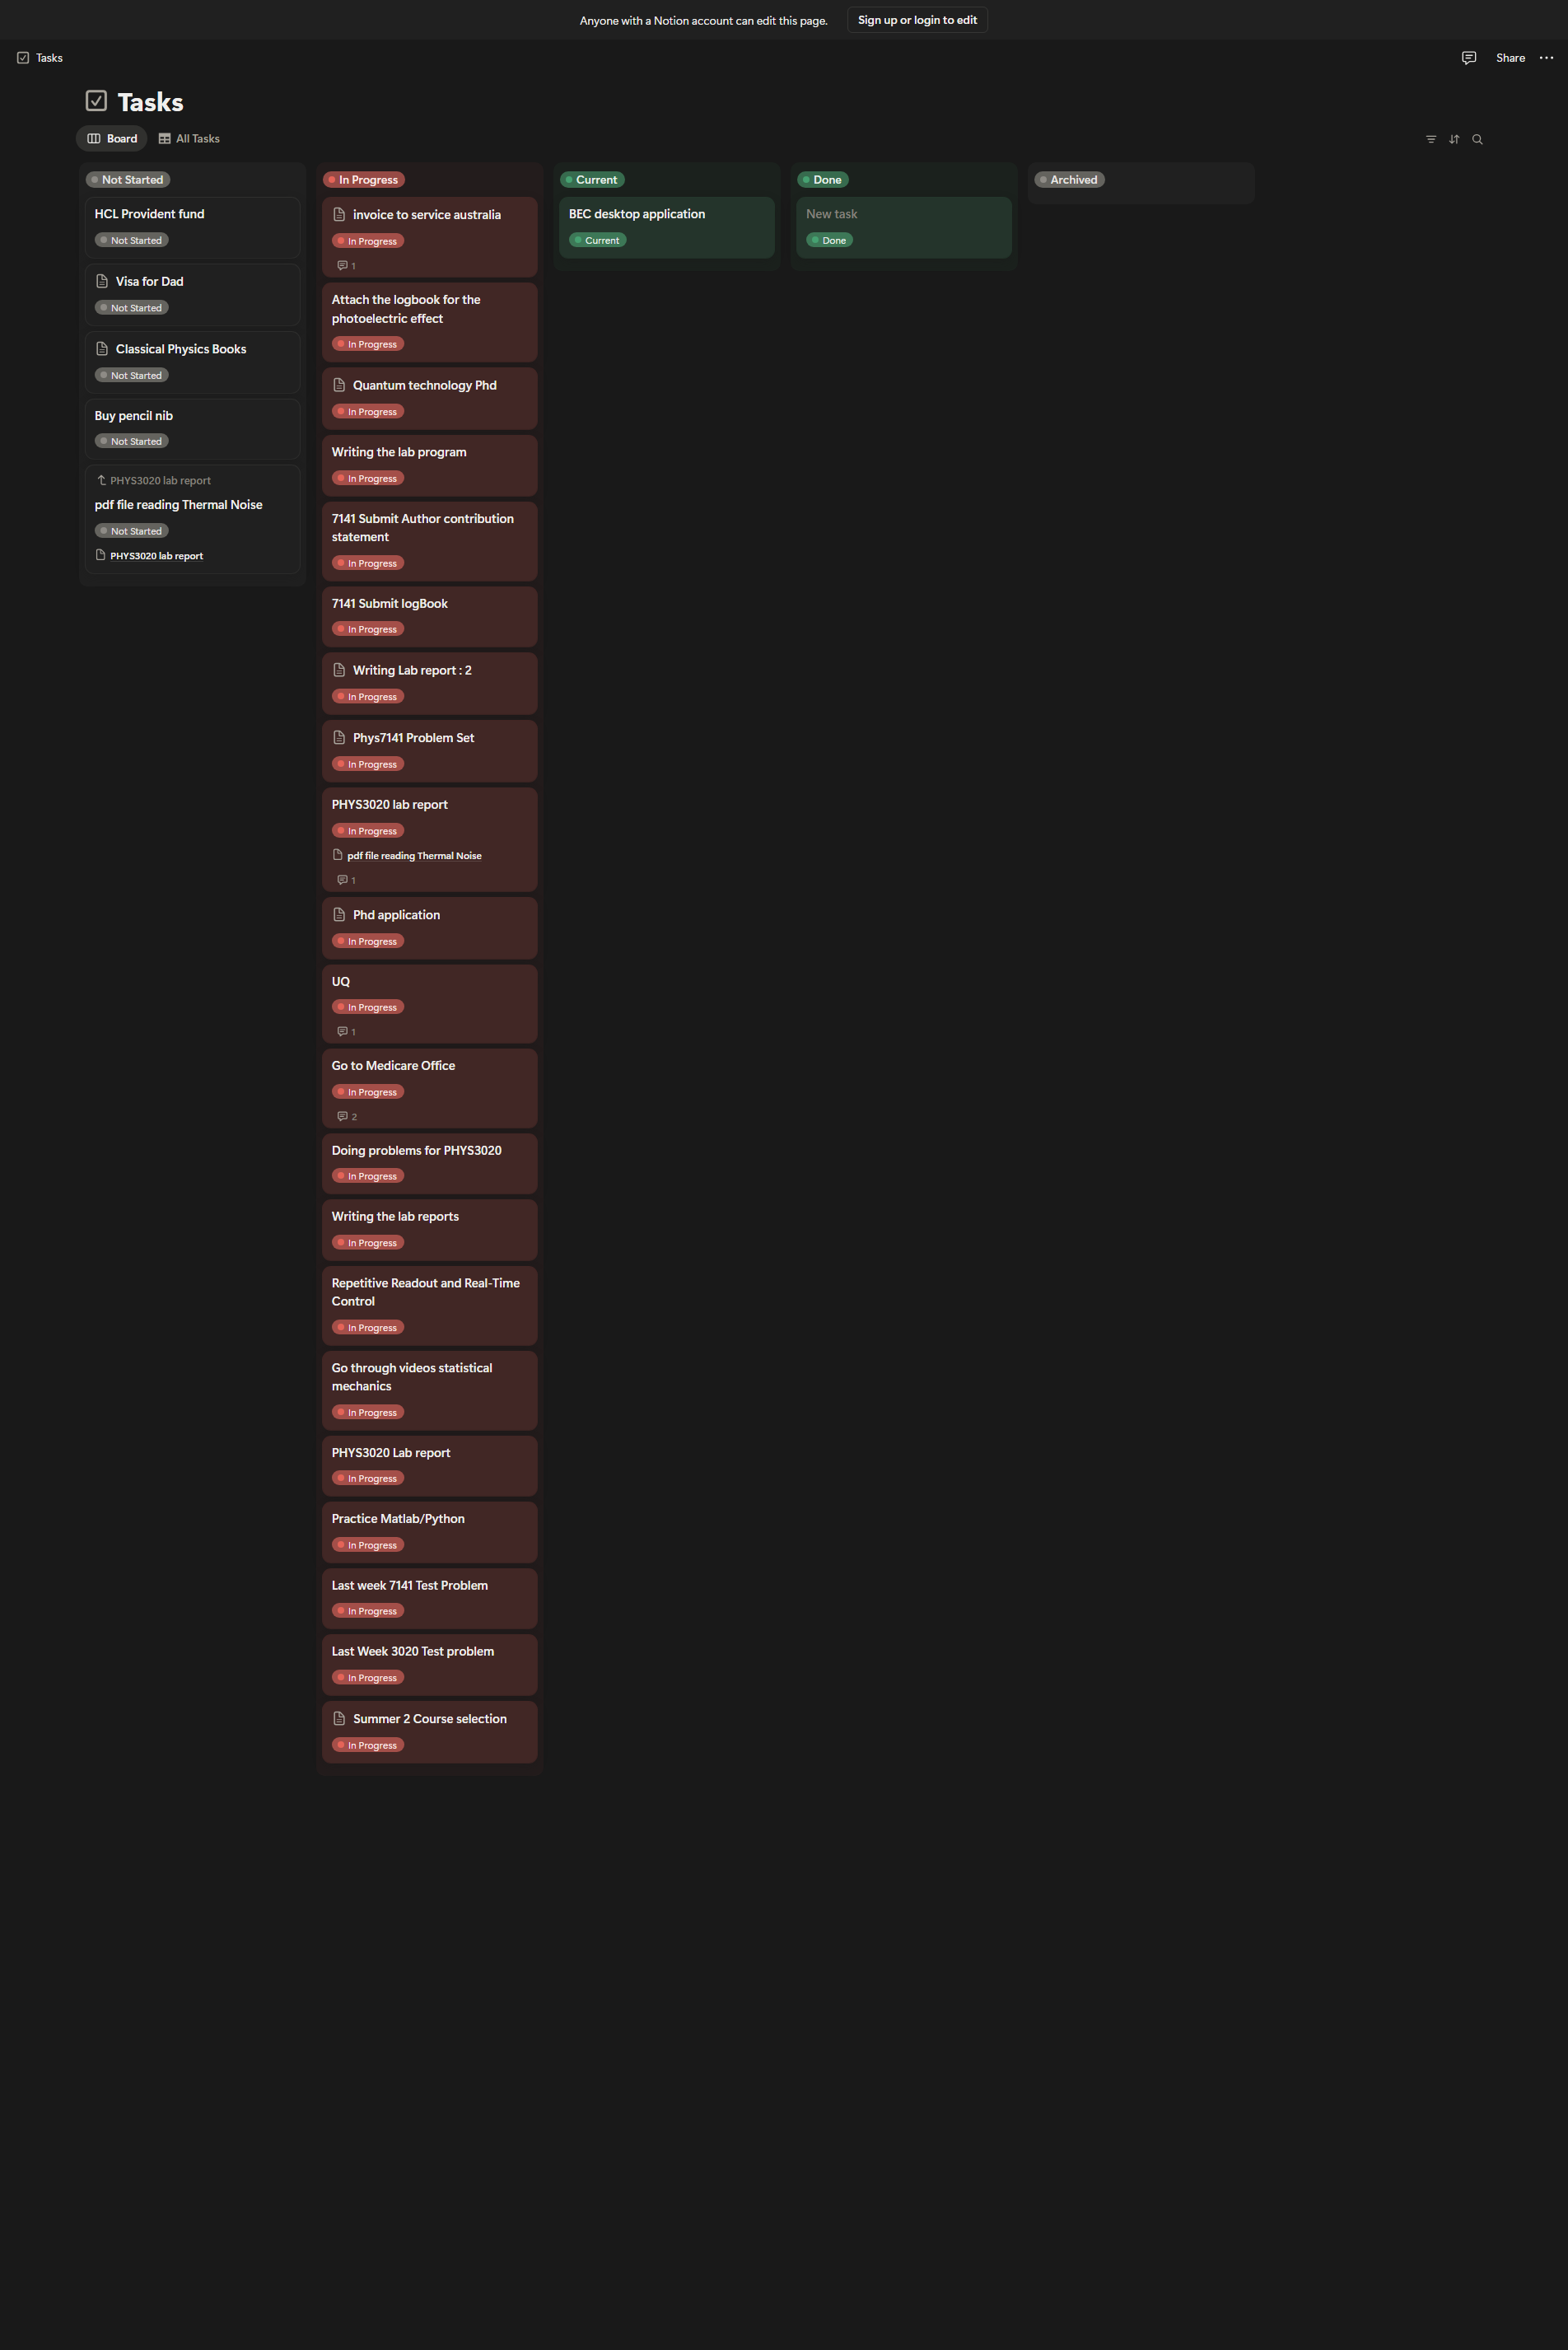 Anyone with a Notion account can edit this page.
Sign up or login to edit
Tasks
Share
Tasks
Board
All Tasks
Not Started
HCL Provident fund
Not Started
Visa for Dad
Not Started
Classical Physics Books
Not Started
Buy pencil nib
Not Started
PHYS3020 lab report
pdf file reading Thermal Noise
Not Started
PHYS3020 lab report
In Progress
invoice to service australia
In Progress
1
Attach the logbook for the
photoelectric effect
In Progress
Quantum technology Phd
In Progress
Writing the lab program
In Progress
7141 Submit Author contribution
statement
In Progress
7141 Submit logBook
In Progress
Writing Lab report : 2
In Progress
Phys7141 Problem Set
In Progress
PHYS3020 lab report
In Progress
pdf file reading Thermal Noise
1
Phd application
In Progress
UQ
In Progress
1
Go to Medicare Office
In Progress
2
Doing problems for PHYS3020
In Progress
Writing the lab reports
In Progress
Repetitive Readout and Real-Time
Control
In Progress
Go through videos statistical
mechanics
In Progress
PHYS3020 Lab report
In Progress
Practice Matlab/Python
In Progress
Last week 7141 Test Problem
In Progress
Last Week 3020 Test problem
In Progress
Summer 2 Course selection
In Progress
Current
BEC desktop application
Current
Done
New task
Done
Archived